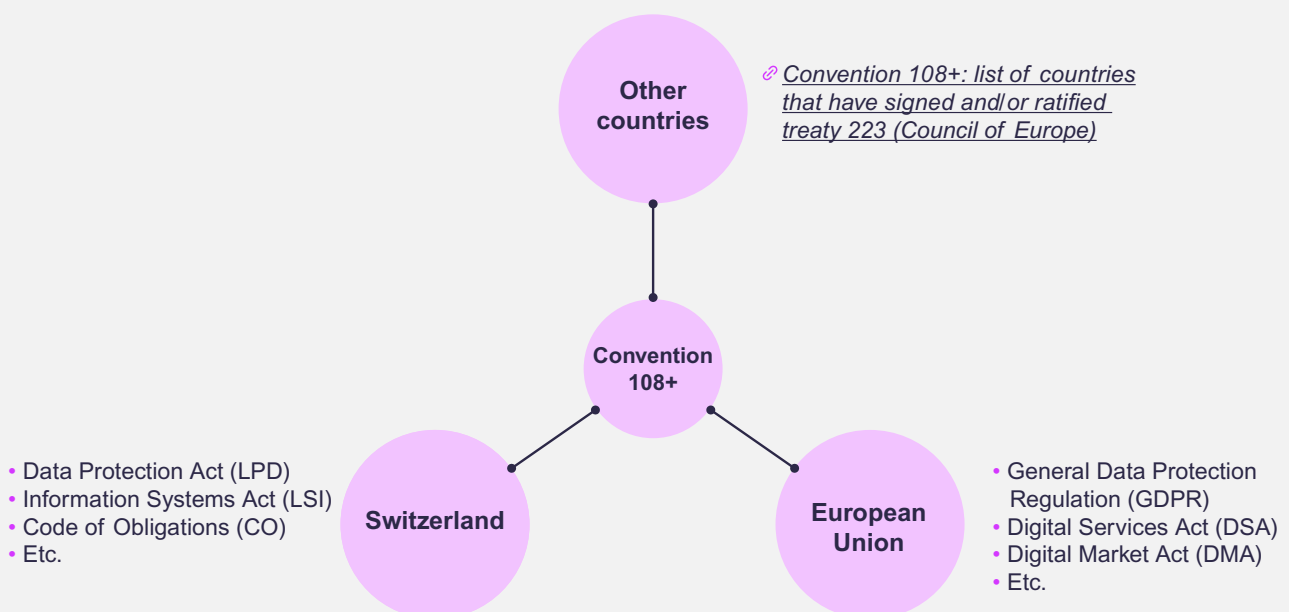 Other
countries
Convention 108+: list of countries
that have signed and/or ratified
treaty 223 (Council of Europe)
Convention
108+
• Data Protection Act (LPD)
• Information Systems Act (LSI)
• Code of Obligations (CO)
• Etc.
Switzerland
European
Union
• General Data Protection
Regulation (GDPR)
• Digital Services Act (DSA)
• Digital Market Act (DMA)
• Etc.